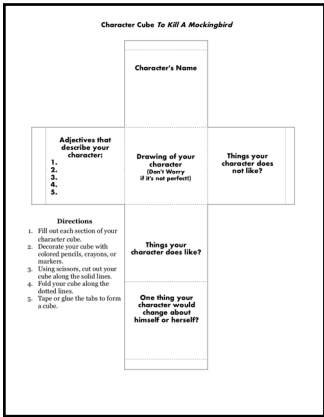 Character Cube To Kill A Mockingbird
Character's Name
Adjectives that
describe your
character:
1.
2.
3.
4.
5.
Drawing of your
character
(Don't Worry
if it's not perfect!)
Things your
character does
not like?
Directions
1. Fill out each section of your
character cube.
2. Decorate your cube with
colored pencils, crayons, or
markers.
3. Using scissors, cut out your
cube along the solid lines.
4. Fold your cube along the
dotted lines.
5. Tape or glue the tabs to form
a cube.
Things your
character does like?
One thing your
character would
change about
himself or herself?